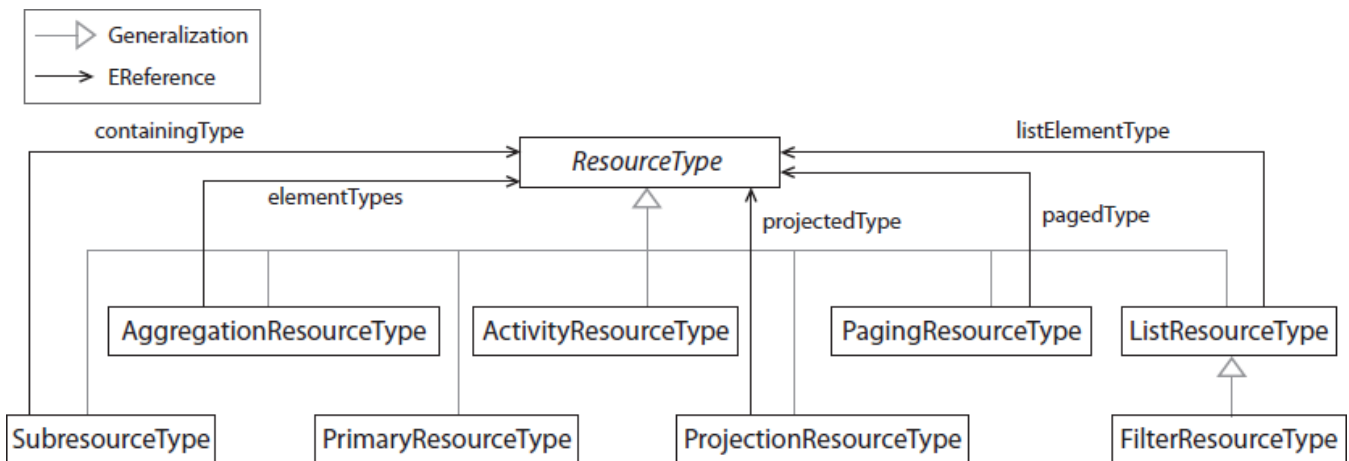 Generalization
EReference
containingType
listElementType
ResourceType
elementTypes
projectedType
pagedType
AggregationResourceType
ActivityResourceType
PagingResourceType
ListResourceType
SubresourceType
PrimaryResourceType
ProjectionResourceType
FilterResourceType